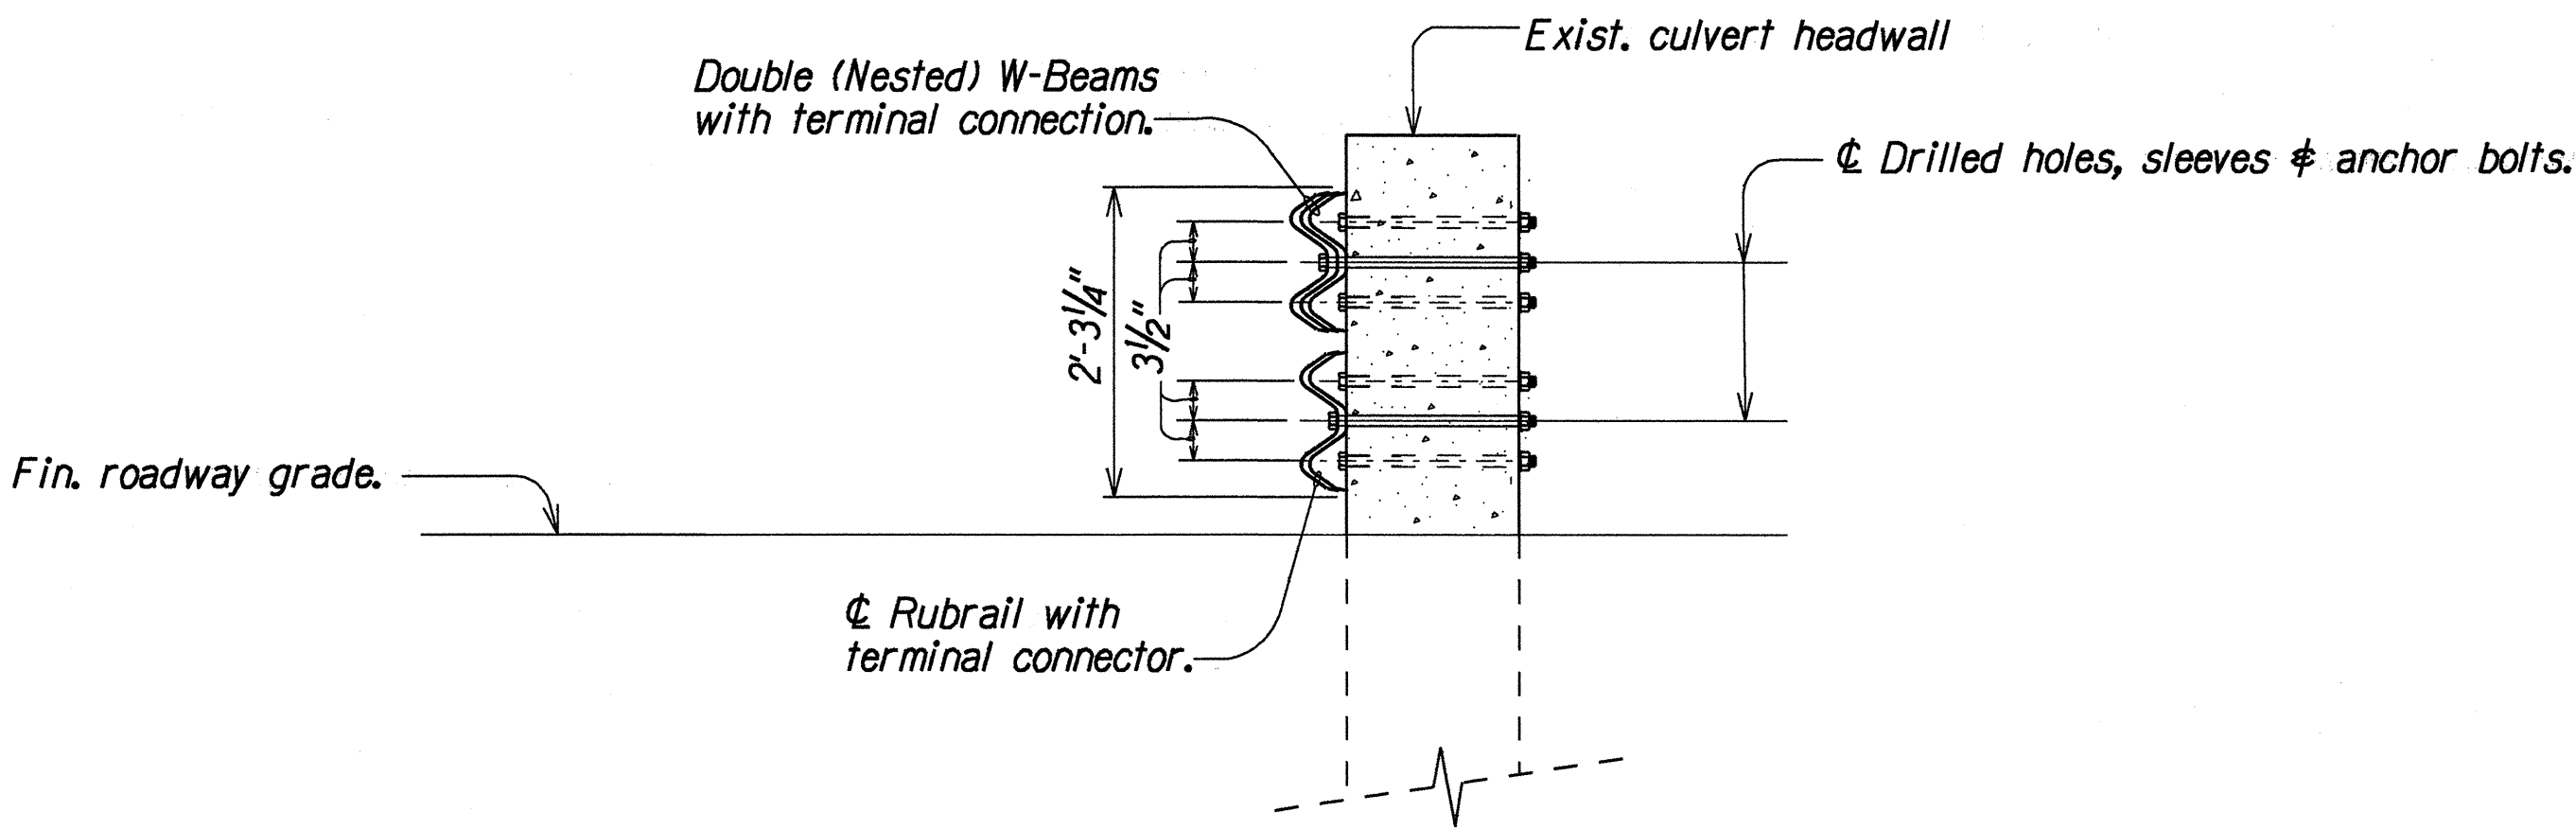 Exist. culvert headwall
Double (Nested) W-Beams
with terminal connection.
℄ Drilled holes, sleeves & anchor bolts.
2'-3¼"
3½"
Fin. roadway grade.
℄ Rubrail with
terminal connector.